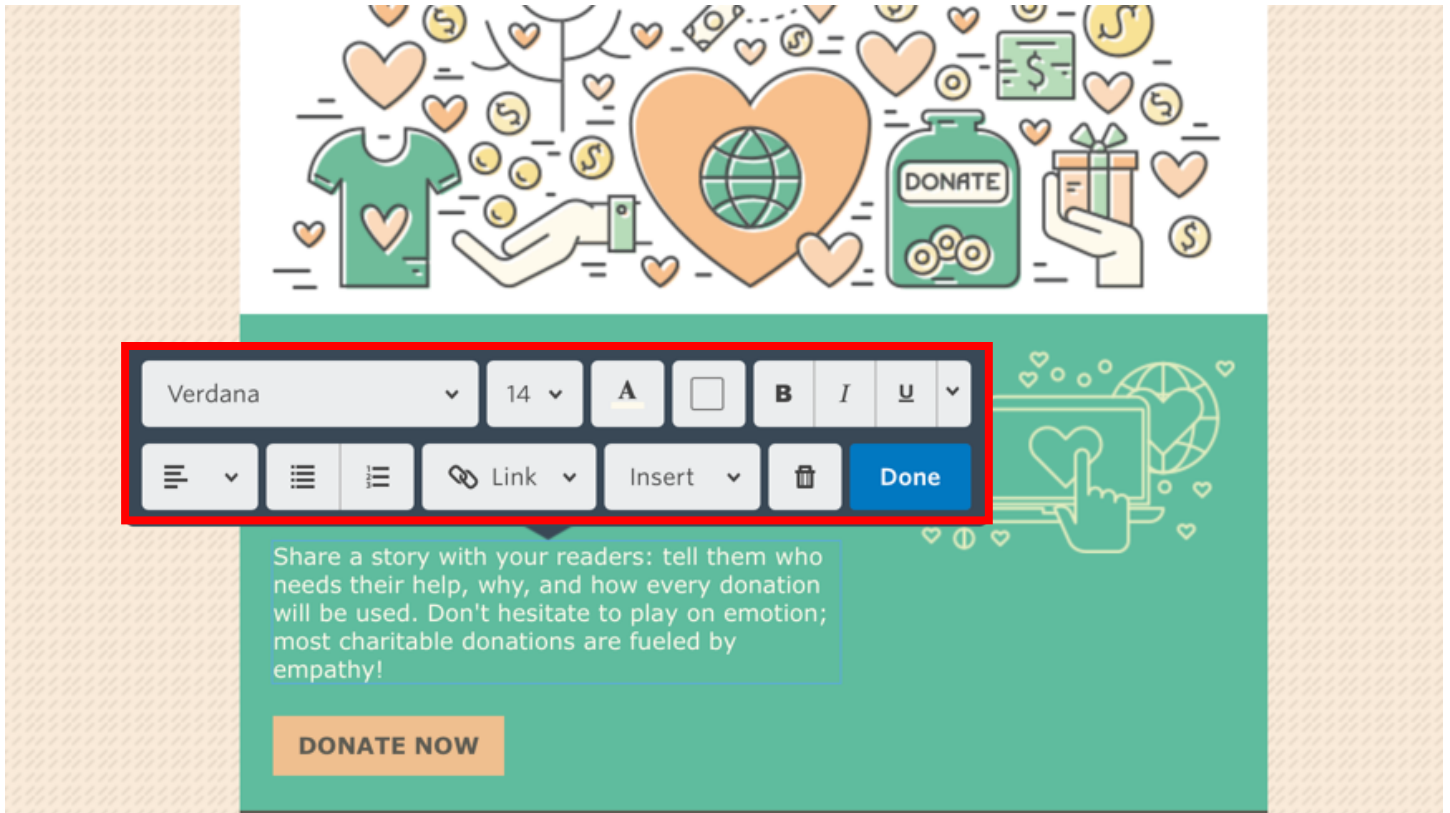 DONATE
Verdana 14 A B I U
Link Insert Done
Share a story with your readers: tell them who
needs their help, why, and how every donation
will be used. Don't hesitate to play on emotion;
most charitable donations are fueled by
empathy!
DONATE NOW